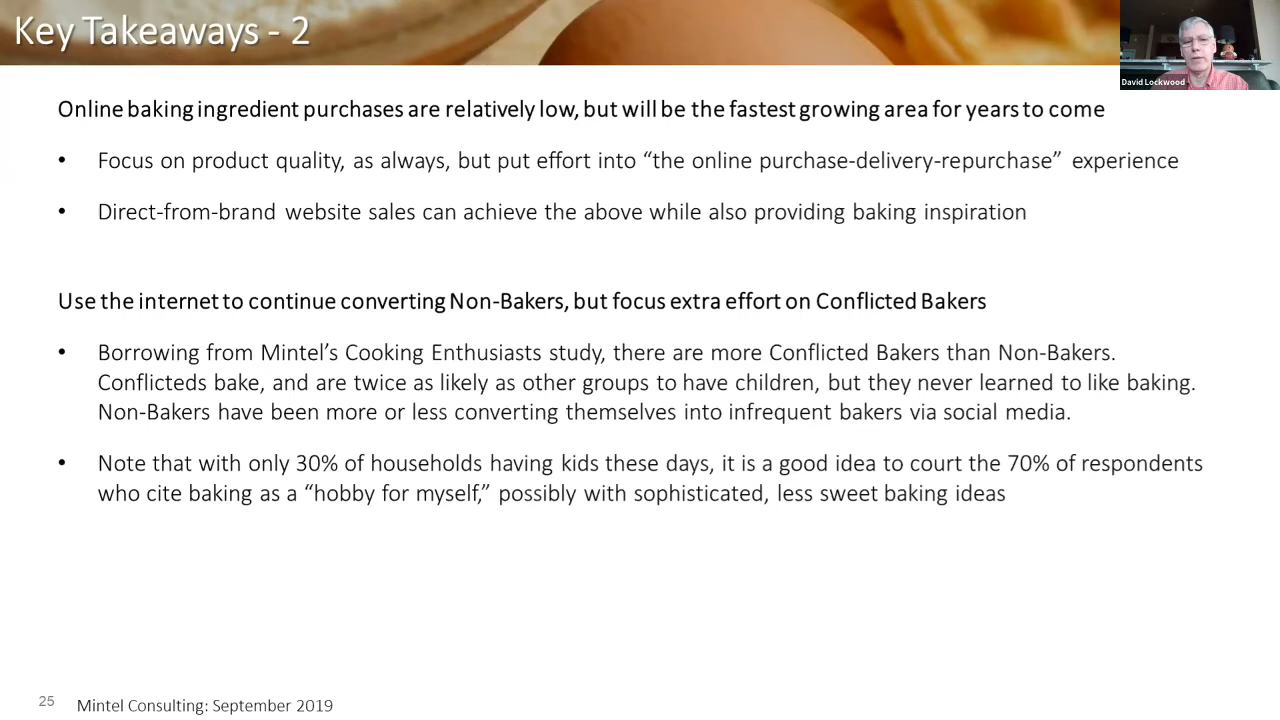 Key Takeaways - 2
David Lockwood
Online baking ingredient purchases are relatively low, but will be the fastest growing area for years to come
• Focus on product quality, as always, but put effort into “the online purchase-delivery-repurchase” experience
• Direct-from-brand website sales can achieve the above while also providing baking inspiration
Use the internet to continue converting Non-Bakers, but focus extra effort on Conflicted Bakers
• Borrowing from Mintel’s Cooking Enthusiasts study, there are more Conflicted Bakers than Non-Bakers.
Conflicteds bake, and are twice as likely as other groups to have children, but they never learned to like baking.
Non-Bakers have been more or less converting themselves into infrequent bakers via social media.
• Note that with only 30% of households having kids these days, it is a good idea to court the 70% of respondents
who cite baking as a “hobby for myself,” possibly with sophisticated, less sweet baking ideas
25 Mintel Consulting: September 2019